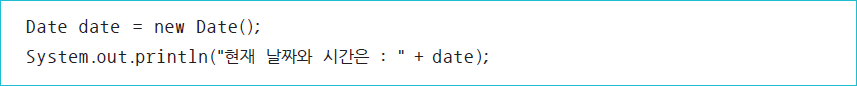 Date date = new Date();
System.out.println("현재 날짜와 시간은 : " + date);